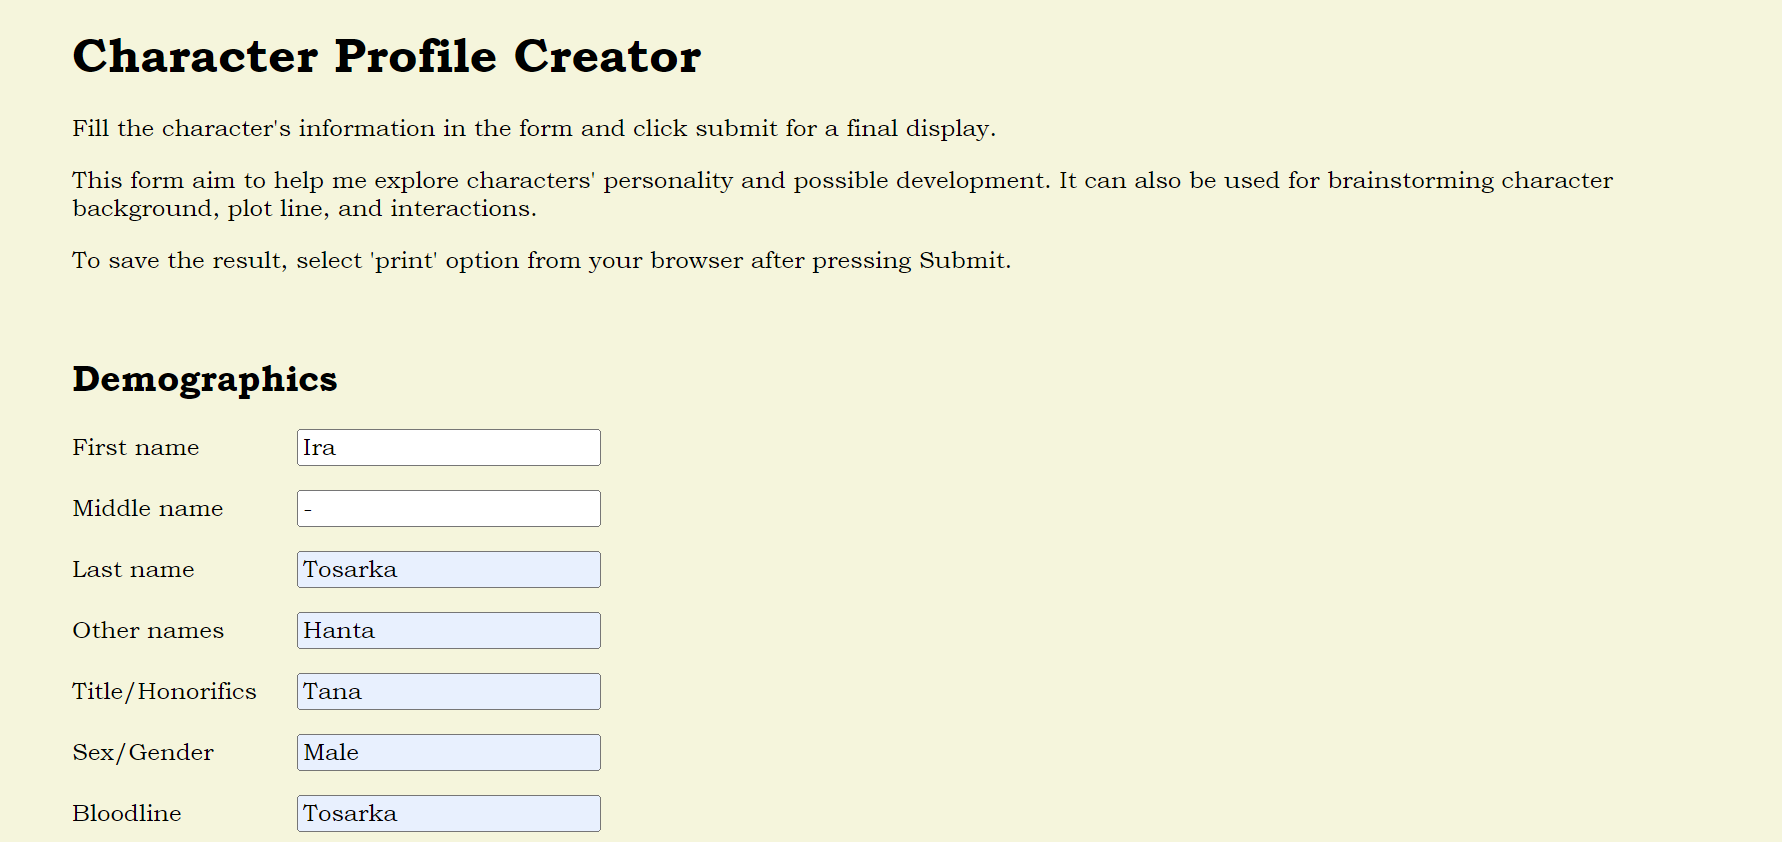 Character Profile Creator
Fill the character's information in the form and click submit for a final display.
This form aim to help me explore characters' personality and possible development. It can also be used for brainstorming character
background, plot line, and interactions.
To save the result, select 'print' option from your browser after pressing Submit.
Demographics
First name Ira
Middle name -
Last name Tosarka
Other names Hanta
Title/Honorifics Tana
Sex/Gender Male
Bloodline Tosarka